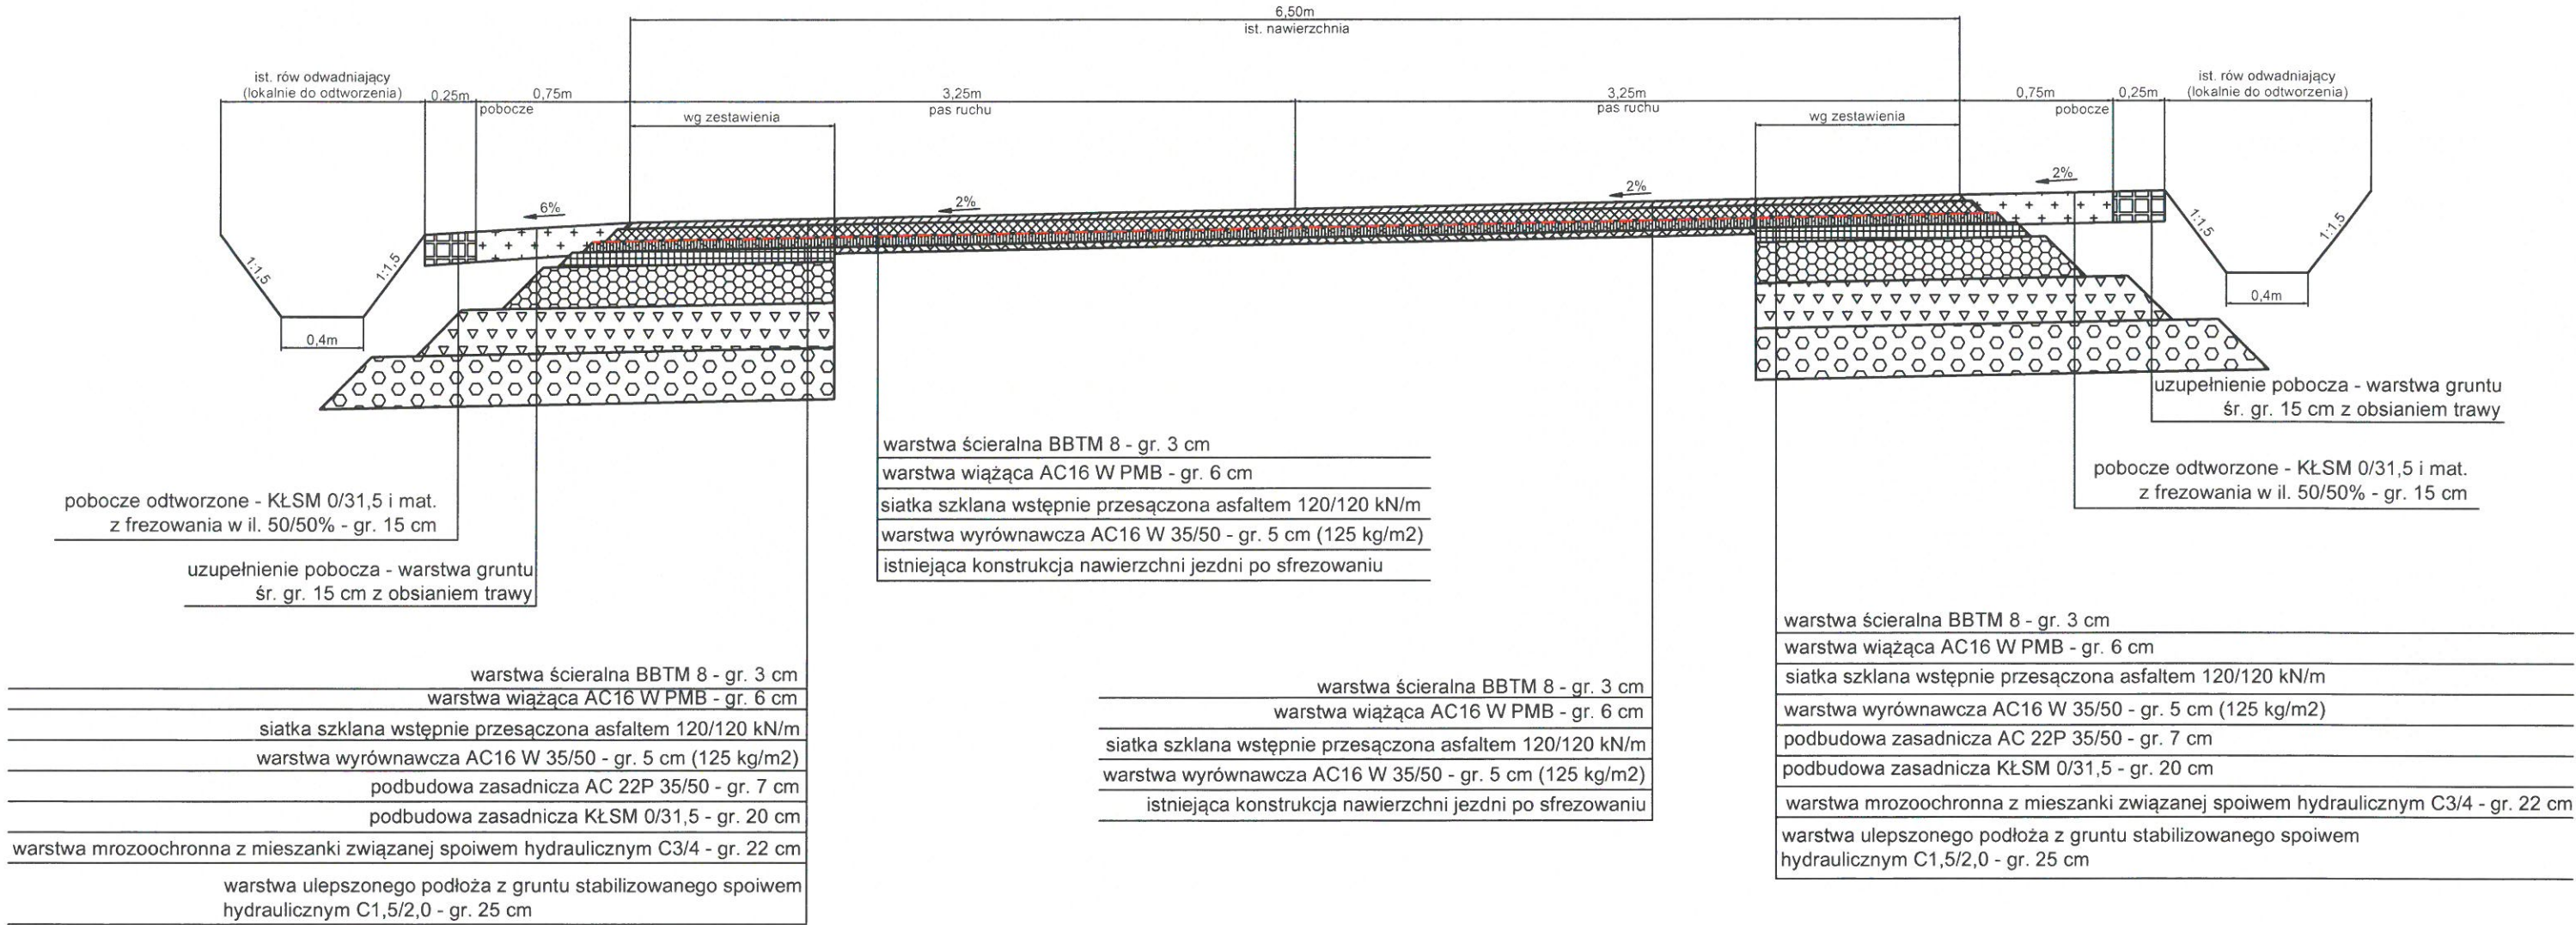 6,50m
ist. nawierzchnia
ist. rów odwadniający
(lokalnie do odtworzenia)
0,25m
0,75m
pobocze
3,25m
pas ruchu
3,25m
pas ruchu
0,75m
pobocze
0,25m
ist. rów odwadniający
(lokalnie do odtworzenia)
wg zestawienia
wg zestawienia
6%
2%
2%
2%
1:1,5
1:1,5
0,4m
1:1,5
1:1,5
0,4m
pobocze odtworzone - KŁSM 0/31,5 i mat.
z frezowania w il. 50/50% - gr. 15 cm
uzupełnienie pobocza - warstwa gruntu
śr. gr. 15 cm z obsianiem trawy
warstwa ścieralna BBTM 8 - gr. 3 cm
warstwa wiążąca AC16 W PMB - gr. 6 cm
siatka szklana wstępnie przesączona asfaltem 120/120 kN/m
warstwa wyrównawcza AC16 W 35/50 - gr. 5 cm (125 kg/m2)
podbudowa zasadnicza AC 22P 35/50 - gr. 7 cm
podbudowa zasadnicza KŁSM 0/31,5 - gr. 20 cm
warstwa mrozoochronna z mieszanki związanej spoiwem hydraulicznym C3/4 - gr. 22 cm
warstwa ulepszonego podłoża z gruntu stabilizowanego spoiwem
hydraulicznym C1,5/2,0 - gr. 25 cm
warstwa ścieralna BBTM 8 - gr. 3 cm
warstwa wiążąca AC16 W PMB - gr. 6 cm
siatka szklana wstępnie przesączona asfaltem 120/120 kN/m
warstwa wyrównawcza AC16 W 35/50 - gr. 5 cm (125 kg/m2)
istniejąca konstrukcja nawierzchni jezdni po sfrezowaniu
warstwa ścieralna BBTM 8 - gr. 3 cm
warstwa wiążąca AC16 W PMB - gr. 6 cm
siatka szklana wstępnie przesączona asfaltem 120/120 kN/m
warstwa wyrównawcza AC16 W 35/50 - gr. 5 cm (125 kg/m2)
istniejąca konstrukcja nawierzchni jezdni po sfrezowaniu
uzupełnienie pobocza - warstwa gruntu
śr. gr. 15 cm z obsianiem trawy
pobocze odtworzone - KŁSM 0/31,5 i mat.
z frezowania w il. 50/50% - gr. 15 cm
warstwa ścieralna BBTM 8 - gr. 3 cm
warstwa wiążąca AC16 W PMB - gr. 6 cm
siatka szklana wstępnie przesączona asfaltem 120/120 kN/m
warstwa wyrównawcza AC16 W 35/50 - gr. 5 cm (125 kg/m2)
podbudowa zasadnicza AC 22P 35/50 - gr. 7 cm
podbudowa zasadnicza KŁSM 0/31,5 - gr. 20 cm
warstwa mrozoochronna z mieszanki związanej spoiwem hydraulicznym C3/4 - gr. 22 cm
warstwa ulepszonego podłoża z gruntu stabilizowanego spoiwem
hydraulicznym C1,5/2,0 - gr. 25 cm